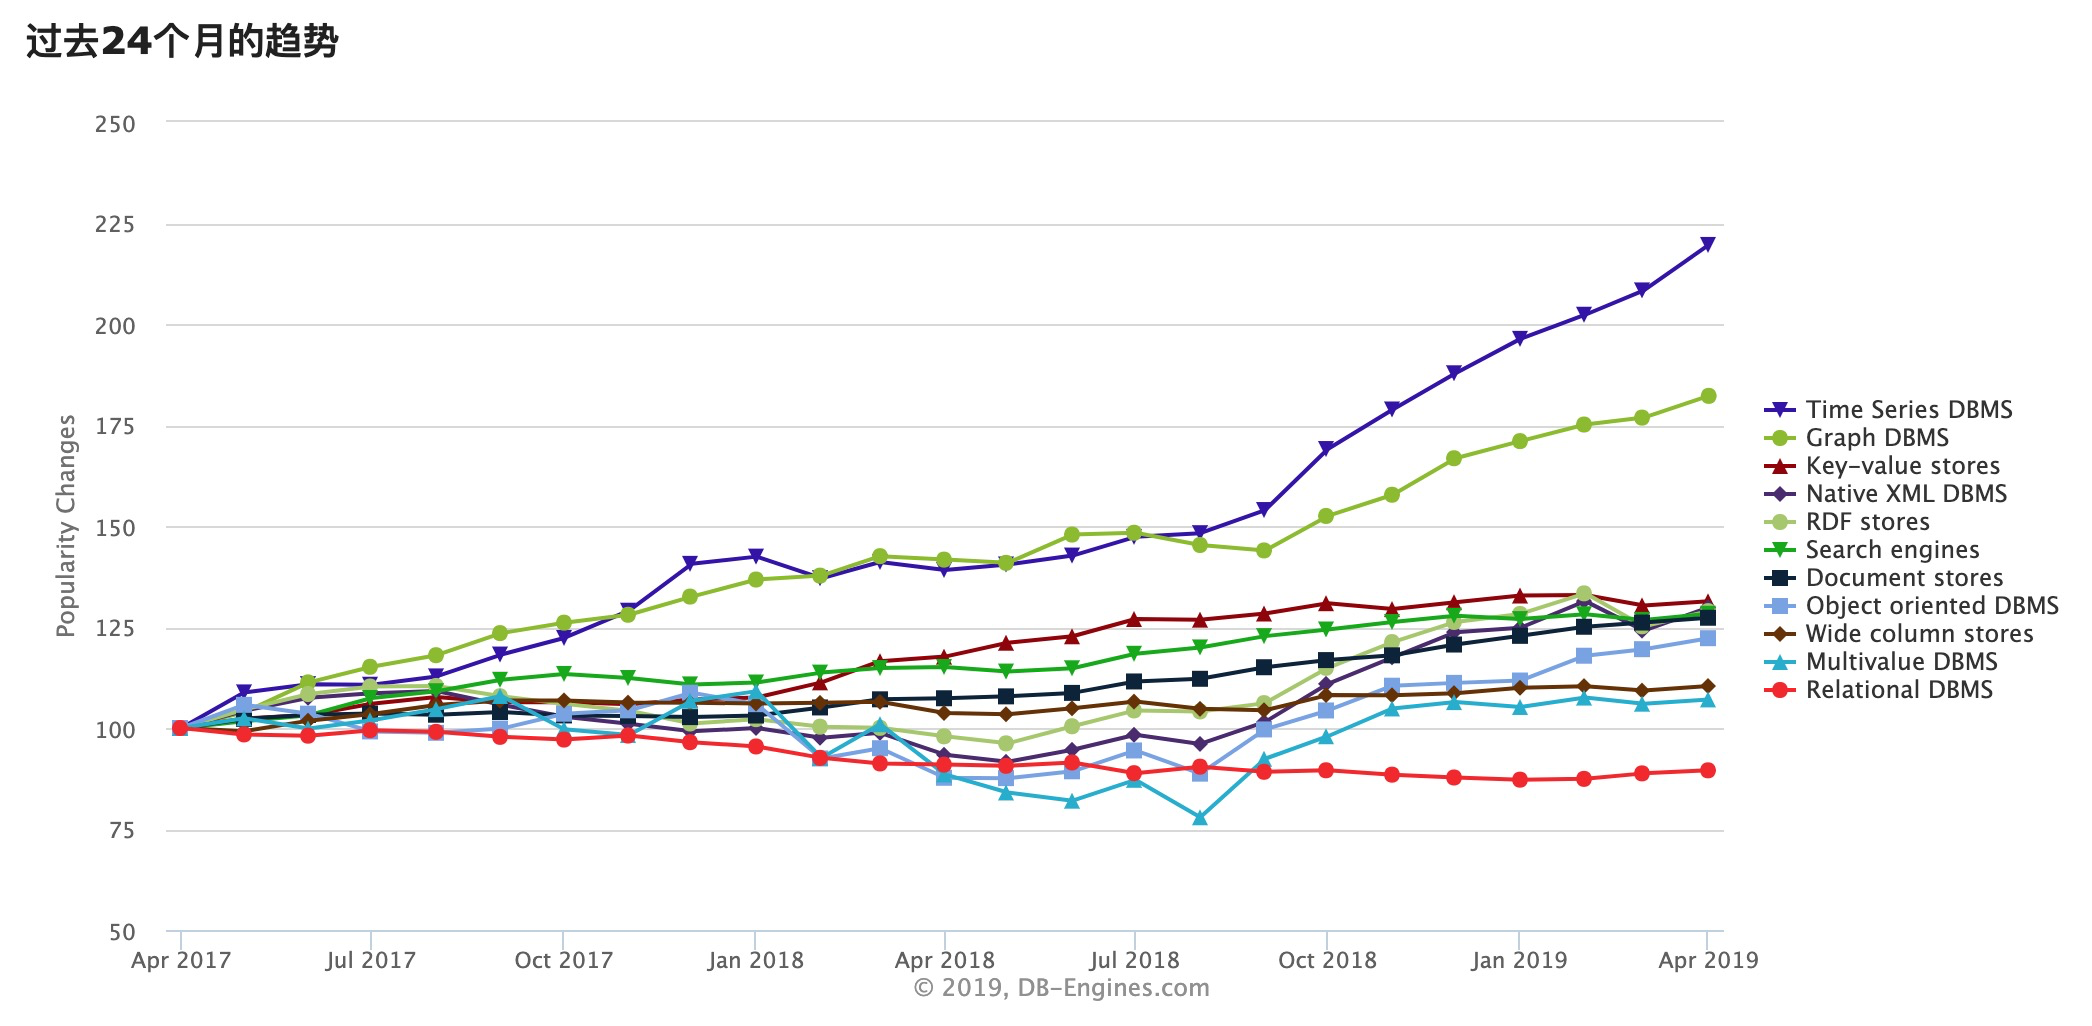 过去24个月的趋势
250
225
200
175
150
125
100
75
50
Popularity Changes
Apr 2017
Jul 2017
Oct 2017
Jan 2018
Apr 2018
Jul 2018
Oct 2018
Jan 2019
Apr 2019
© 2019, DB-Engines.com
Time Series DBMS
Graph DBMS
Key-value stores
Native XML DBMS
RDF stores
Search engines
Document stores
Object oriented DBMS
Wide column stores
Multivalue DBMS
Relational DBMS